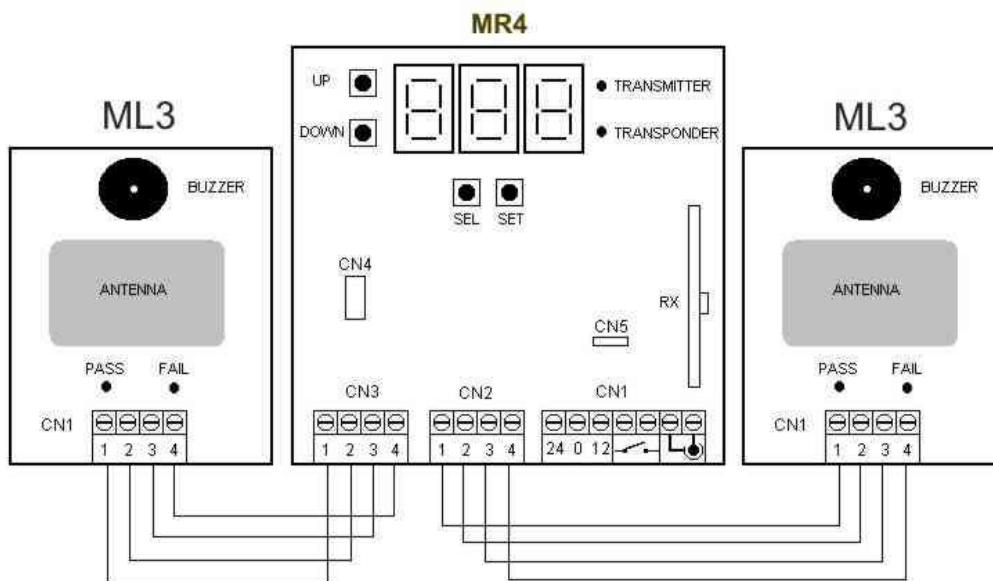 MR4
UP
TRANSMITTER
DOWN
TRANSPONDER
SEL SET
CN4
RX
CN5
CN3 CN2 CN1
1 2 3 4 1 2 3 4 24 0 12
ML3
BUZZER
ANTENNA
PASS FAIL
CN1
1 2 3 4
ML3
BUZZER
ANTENNA
PASS FAIL
CN1
1 2 3 4